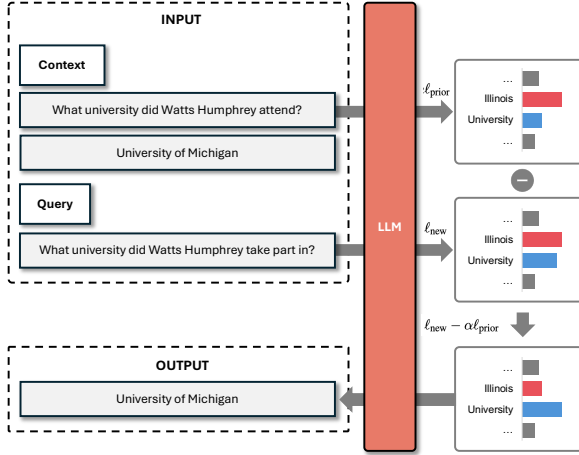 INPUT
Context
What university did Watts Humphrey attend?
University of Michigan
Query
What university did Watts Humphrey take part in?
LLM
ℓprior
...
Illinois
University
...
−
ℓnew
...
Illinois
University
...
ℓnew − αℓprior
OUTPUT
University of Michigan
...
Illinois
University
...